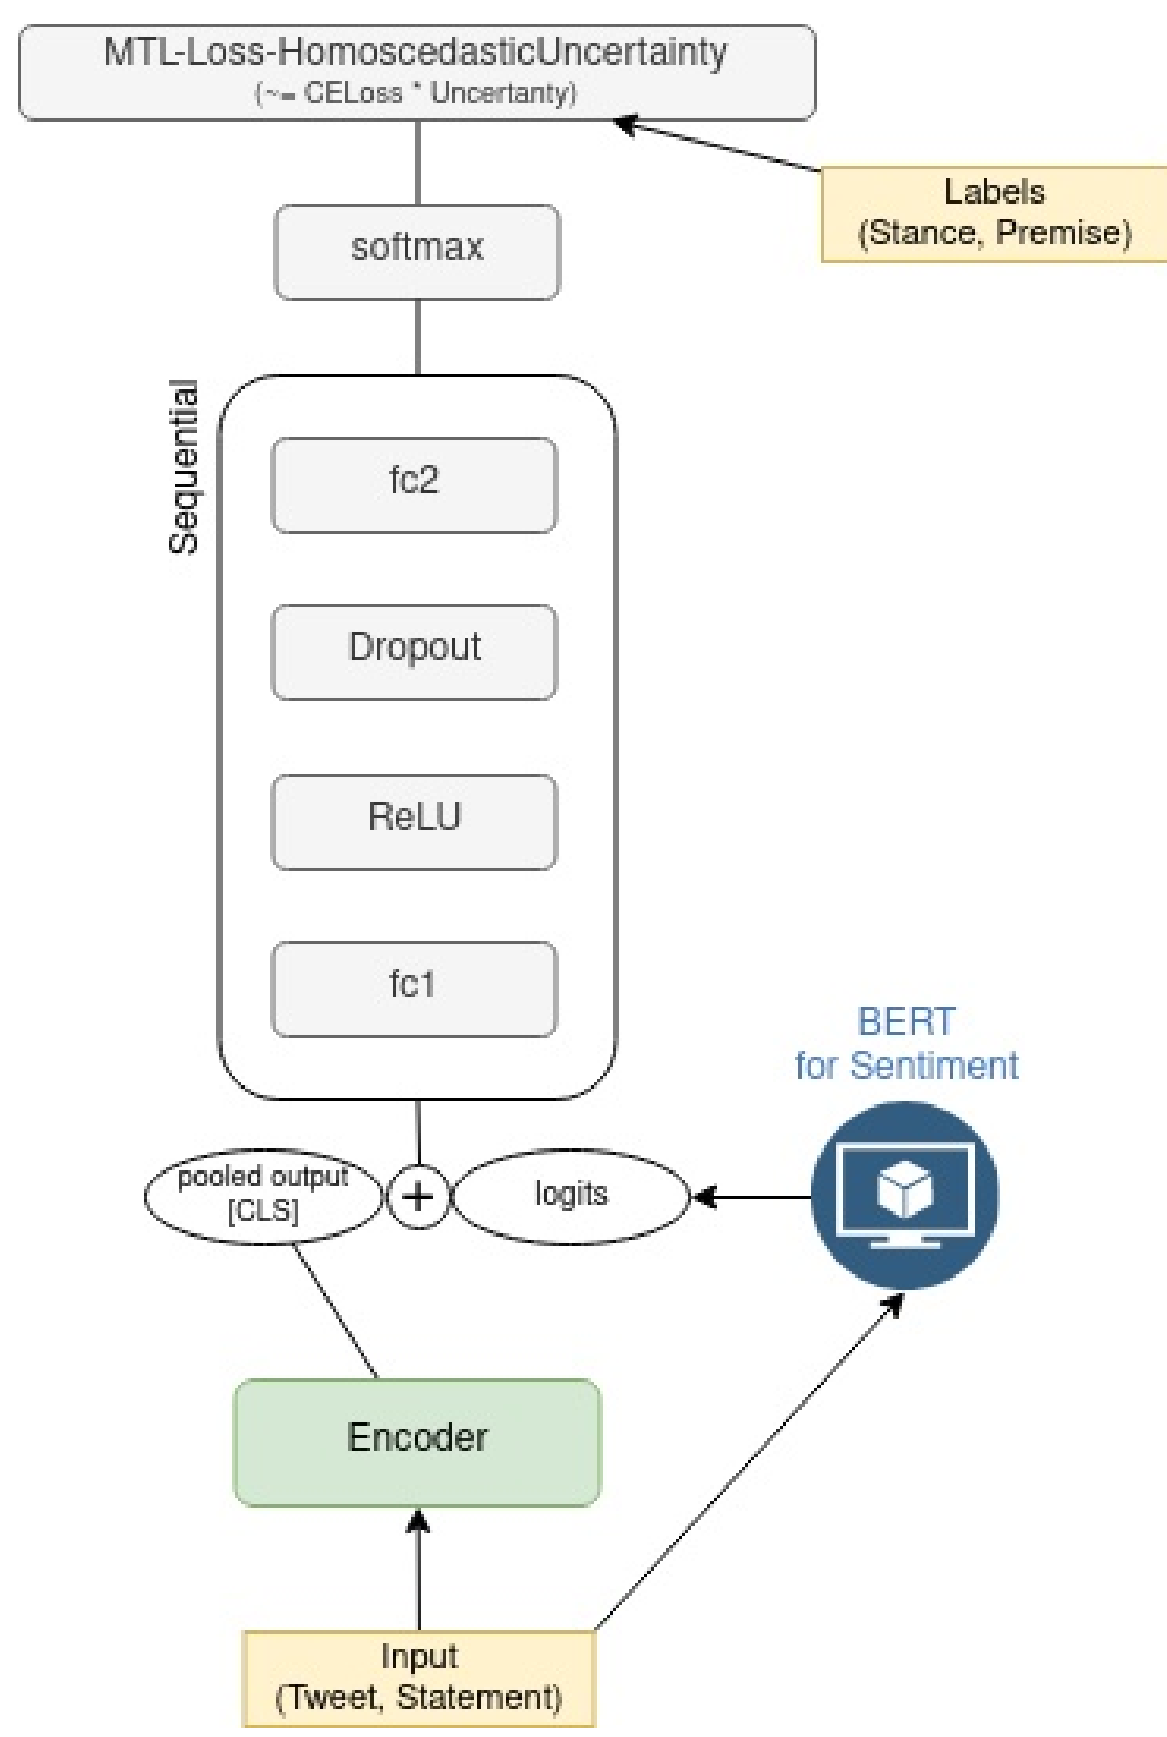 MTL-Loss-HomoscedasticUncertainty
(~= CELoss * Uncertanty)
Labels
(Stance, Premise)
softmax
Sequential
fc2
Dropout
ReLU
fc1
BERT
for Sentiment
pooled output
[CLS]
+
logits
Encoder
Input
(Tweet, Statement)